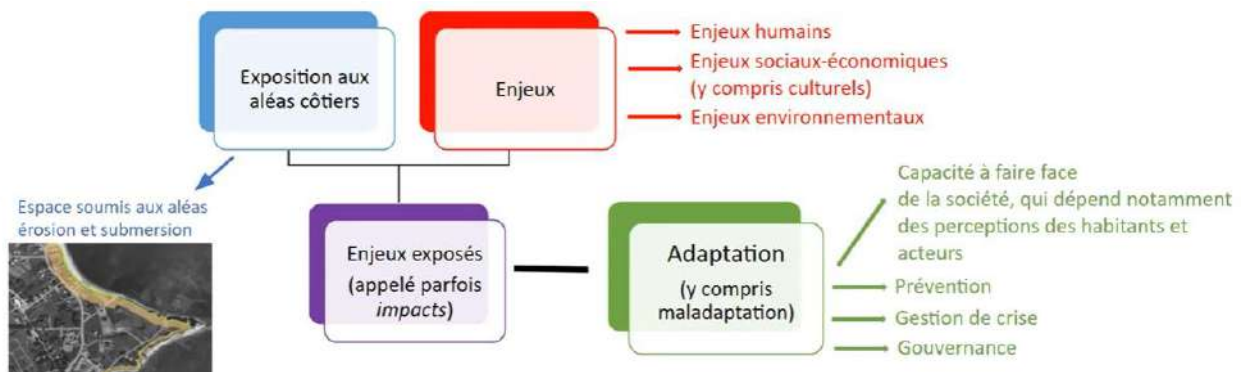 Exposition aux
aléas côtiers
Enjeux
Enjeux humains
Enjeux sociaux-économiques
(y compris culturels)
Enjeux environnementaux
Espace soumis aux aléas
érosion et submersion
Enjeux exposés
(appelé parfois
impacts)
Adaptation
(y compris
maladaptation)
Capacité à faire face
de la société, qui dépend notamment
des perceptions des habitants et
acteurs
Prévention
Gestion de crise
Gouvernance